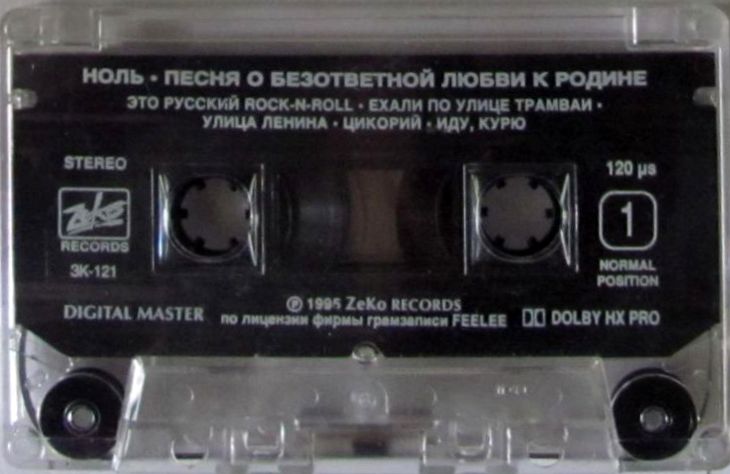 НОЛЬ • ПЕСНЯ О БЕЗОТВЕТНОЙ ЛЮБВИ К РОДИНЕ
ЭТО РУССКИЙ ROCK-N-ROLL • ЕХАЛИ ПО УЛИЦЕ ТРАМВАИ •
УЛИЦА ЛЕНИНА • ЦИКОРИЙ • ИДУ, КУРЮ
STEREO
120 µs
ZeKo
RECORDS
1
ЗК-121
NORMAL
POSITION
DIGITAL MASTER
℗ 1995 ZeKo RECORDS
по лицензии фирмы грамзаписи FEELEE
DOLBY HX PRO